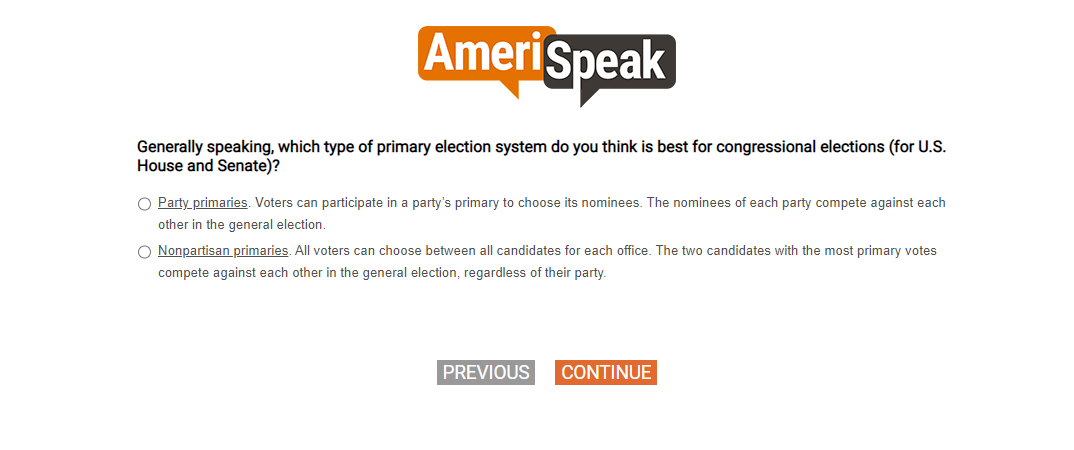 AmeriSpeak
Generally speaking, which type of primary election system do you think is best for congressional elections (for U.S.
House and Senate)?
Party primaries. Voters can participate in a party’s primary to choose its nominees. The nominees of each party compete against each
other in the general election.
Nonpartisan primaries. All voters can choose between all candidates for each office. The two candidates with the most primary votes
compete against each other in the general election, regardless of their party.
PREVIOUS CONTINUE